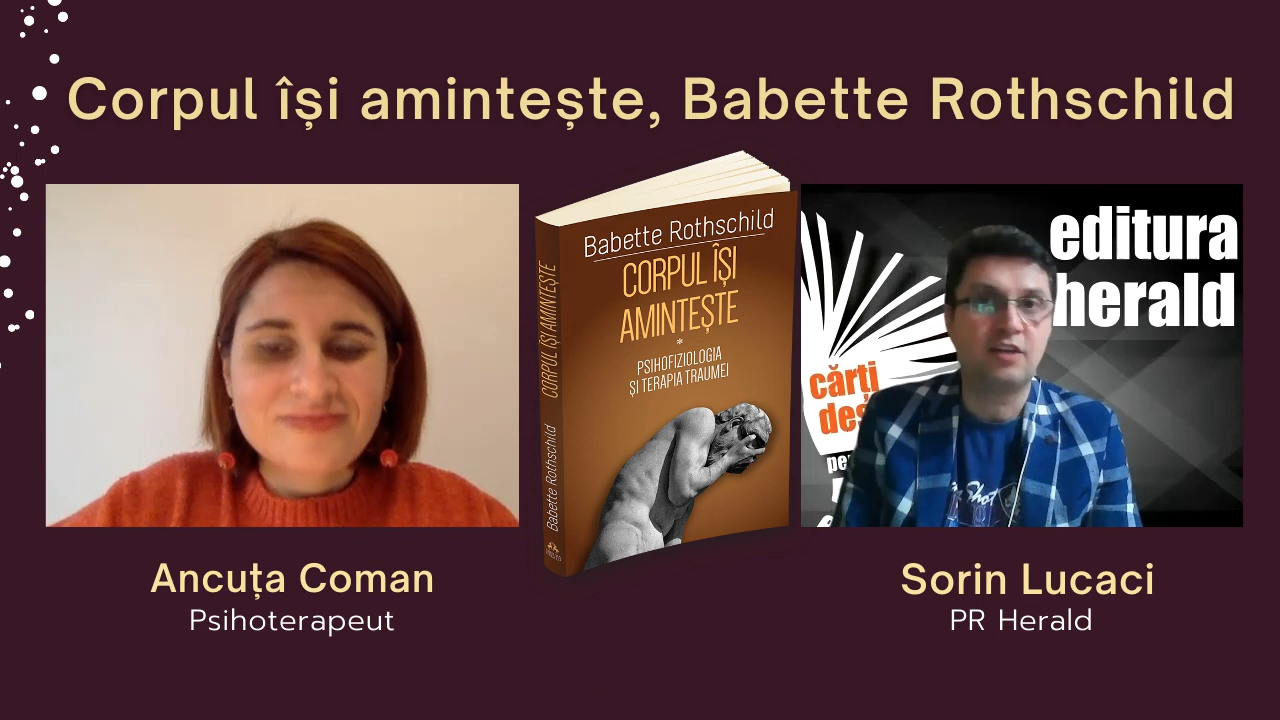 Corpul își amintește, Babette Rothschild
Babette Rothschild
CORPUL ÎȘI
AMINTEȘTE
*
PSIHOFIZIOLOGIA
ȘI TERAPIA TRAUMEI
CORPUL ÎȘI AMINTEȘTE
Babette Rothschild
editura
herald
cărți
Ancuța Coman
Psihoterapeut
Sorin Lucaci
PR Herald